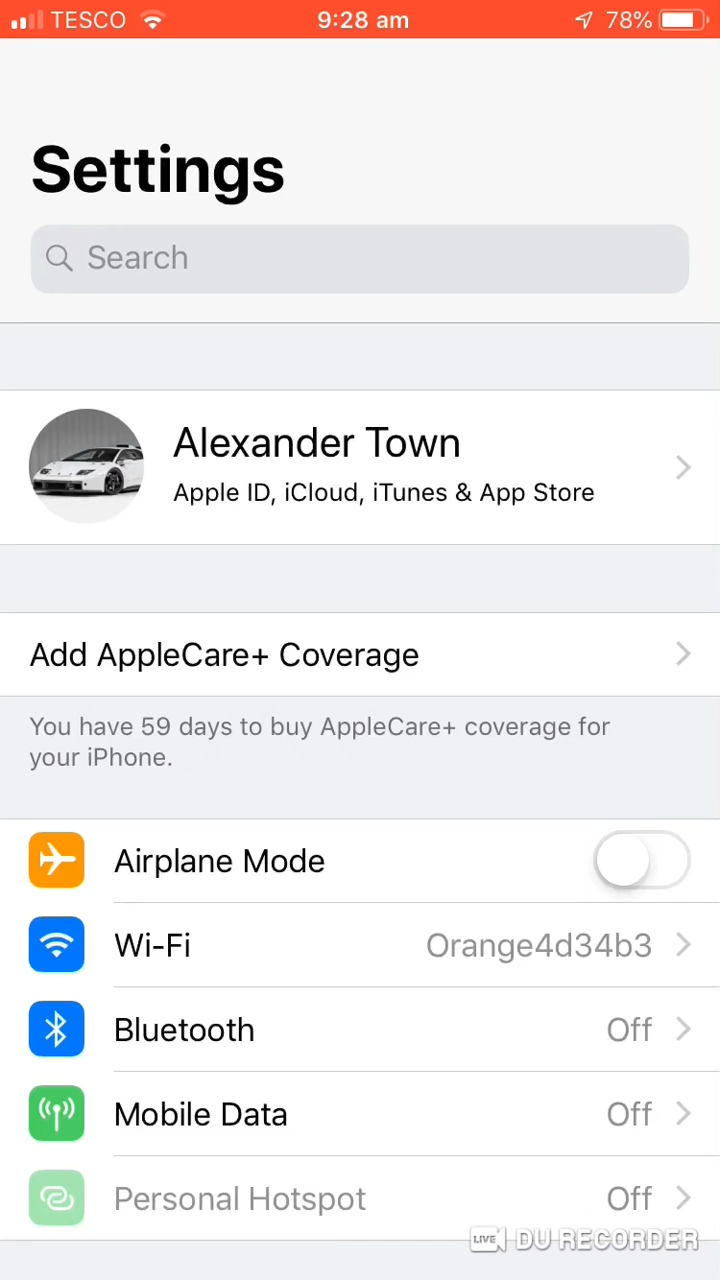 TESCO 9:28 am 78%
Settings
Search
Alexander Town
Apple ID, iCloud, iTunes & App Store
Add AppleCare+ Coverage
You have 59 days to buy AppleCare+ coverage for
your iPhone.
Airplane Mode
Wi-Fi Orange4d34b3
Bluetooth Off
Mobile Data Off
Personal Hotspot Off
LIVE DU RECORDER